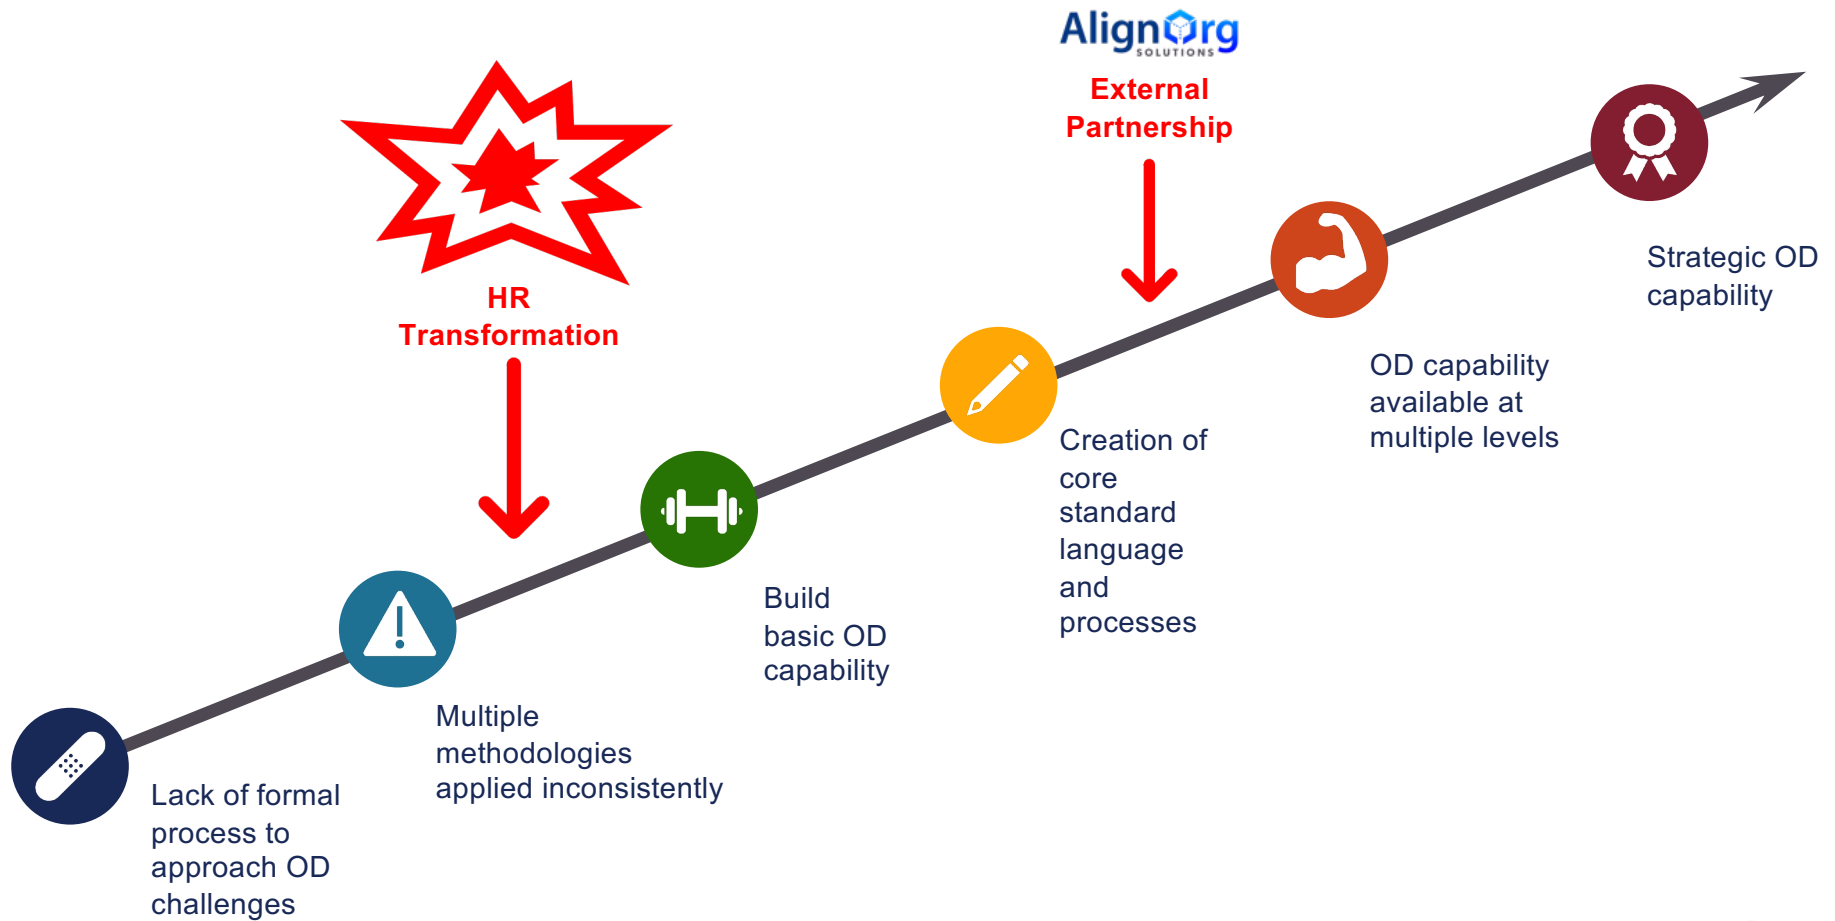 AlignOrg
SOLUTIONS
External
Partnership
HR
Transformation
Strategic OD
capability
OD capability
available at
multiple levels
Creation of
core
standard
language
and
processes
Build
basic OD
capability
Multiple
methodologies
applied inconsistently
Lack of formal
process to
approach OD
challenges